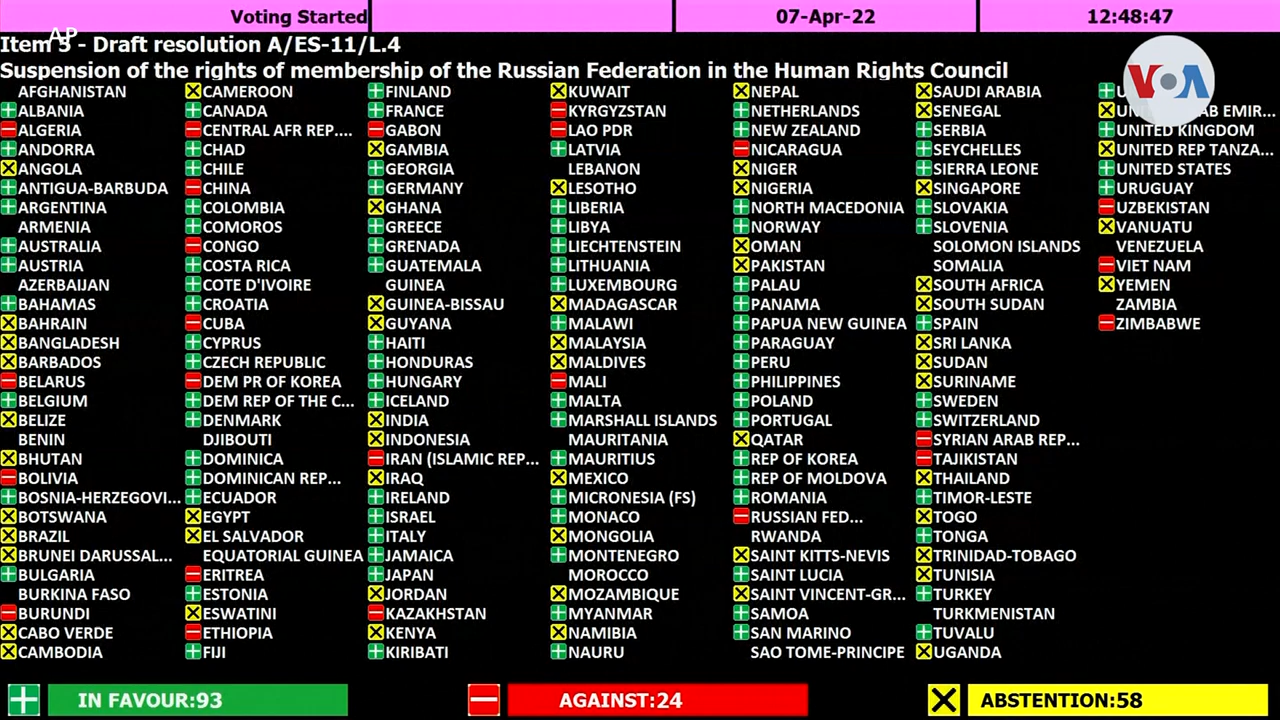 Voting Started 07-Apr-22 12:48:47
AP
Item 5 - Draft resolution A/ES-11/L.4
Suspension of the rights of membership of the Russian Federation in the Human Rights Council
VOA
AFGHANISTAN
ALBANIA
ALGERIA
ANDORRA
ANGOLA
ANTIGUA-BARBUDA
ARGENTINA
ARMENIA
AUSTRALIA
AUSTRIA
AZERBAIJAN
BAHAMAS
BAHRAIN
BANGLADESH
BARBADOS
BELARUS
BELGIUM
BELIZE
BENIN
BHUTAN
BOLIVIA
BOSNIA-HERZEGOVI...
BOTSWANA
BRAZIL
BRUNEI DARUSSAL...
BULGARIA
BURKINA FASO
BURUNDI
CABO VERDE
CAMBODIA
CAMEROON
CANADA
CENTRAL AFR REP....
CHAD
CHILE
CHINA
COLOMBIA
COMOROS
CONGO
COSTA RICA
COTE D'IVOIRE
CROATIA
CUBA
CYPRUS
CZECH REPUBLIC
DEM PR OF KOREA
DEM REP OF THE C...
DENMARK
DJIBOUTI
DOMINICA
DOMINICAN REP...
ECUADOR
EGYPT
EL SALVADOR
EQUATORIAL GUINEA
ERITREA
ESTONIA
ESWATINI
ETHIOPIA
FIJI
FINLAND
FRANCE
GABON
GAMBIA
GEORGIA
GERMANY
GHANA
GREECE
GRENADA
GUATEMALA
GUINEA
GUINEA-BISSAU
GUYANA
HAITI
HONDURAS
HUNGARY
ICELAND
INDIA
INDONESIA
IRAN (ISLAMIC REP...
IRAQ
IRELAND
ISRAEL
ITALY
JAMAICA
JAPAN
JORDAN
KAZAKHSTAN
KENYA
KIRIBATI
KUWAIT
KYRGYZSTAN
LAO PDR
LATVIA
LEBANON
LESOTHO
LIBERIA
LIBYA
LIECHTENSTEIN
LITHUANIA
LUXEMBOURG
MADAGASCAR
MALAWI
MALAYSIA
MALDIVES
MALI
MALTA
MARSHALL ISLANDS
MAURITANIA
MAURITIUS
MEXICO
MICRONESIA (FS)
MONACO
MONGOLIA
MONTENEGRO
MOROCCO
MOZAMBIQUE
MYANMAR
NAMIBIA
NAURU
NEPAL
NETHERLANDS
NEW ZEALAND
NICARAGUA
NIGER
NIGERIA
NORTH MACEDONIA
NORWAY
OMAN
PAKISTAN
PALAU
PANAMA
PAPUA NEW GUINEA
PARAGUAY
PERU
PHILIPPINES
POLAND
PORTUGAL
QATAR
REP OF KOREA
REP OF MOLDOVA
ROMANIA
RUSSIAN FED...
RWANDA
SAINT KITTS-NEVIS
SAINT LUCIA
SAINT VINCENT-GR...
SAMOA
SAN MARINO
SAO TOME-PRINCIPE
SAUDI ARABIA
SENEGAL
SERBIA
SEYCHELLES
SIERRA LEONE
SINGAPORE
SLOVAKIA
SLOVENIA
SOLOMON ISLANDS
SOMALIA
SOUTH AFRICA
SOUTH SUDAN
SPAIN
SRI LANKA
SUDAN
SURINAME
SWEDEN
SWITZERLAND
SYRIAN ARAB REP...
TAJIKISTAN
THAILAND
TIMOR-LESTE
TOGO
TONGA
TRINIDAD-TOBAGO
TUNISIA
TURKEY
TURKMENISTAN
TUVALU
UGANDA
UNITED KINGDOM
UNITED REP TANZA...
UNITED STATES
URUGUAY
UZBEKISTAN
VANUATU
VENEZUELA
VIET NAM
YEMEN
ZAMBIA
ZIMBABWE
IN FAVOUR:93 AGAINST:24 ABSTENTION:58